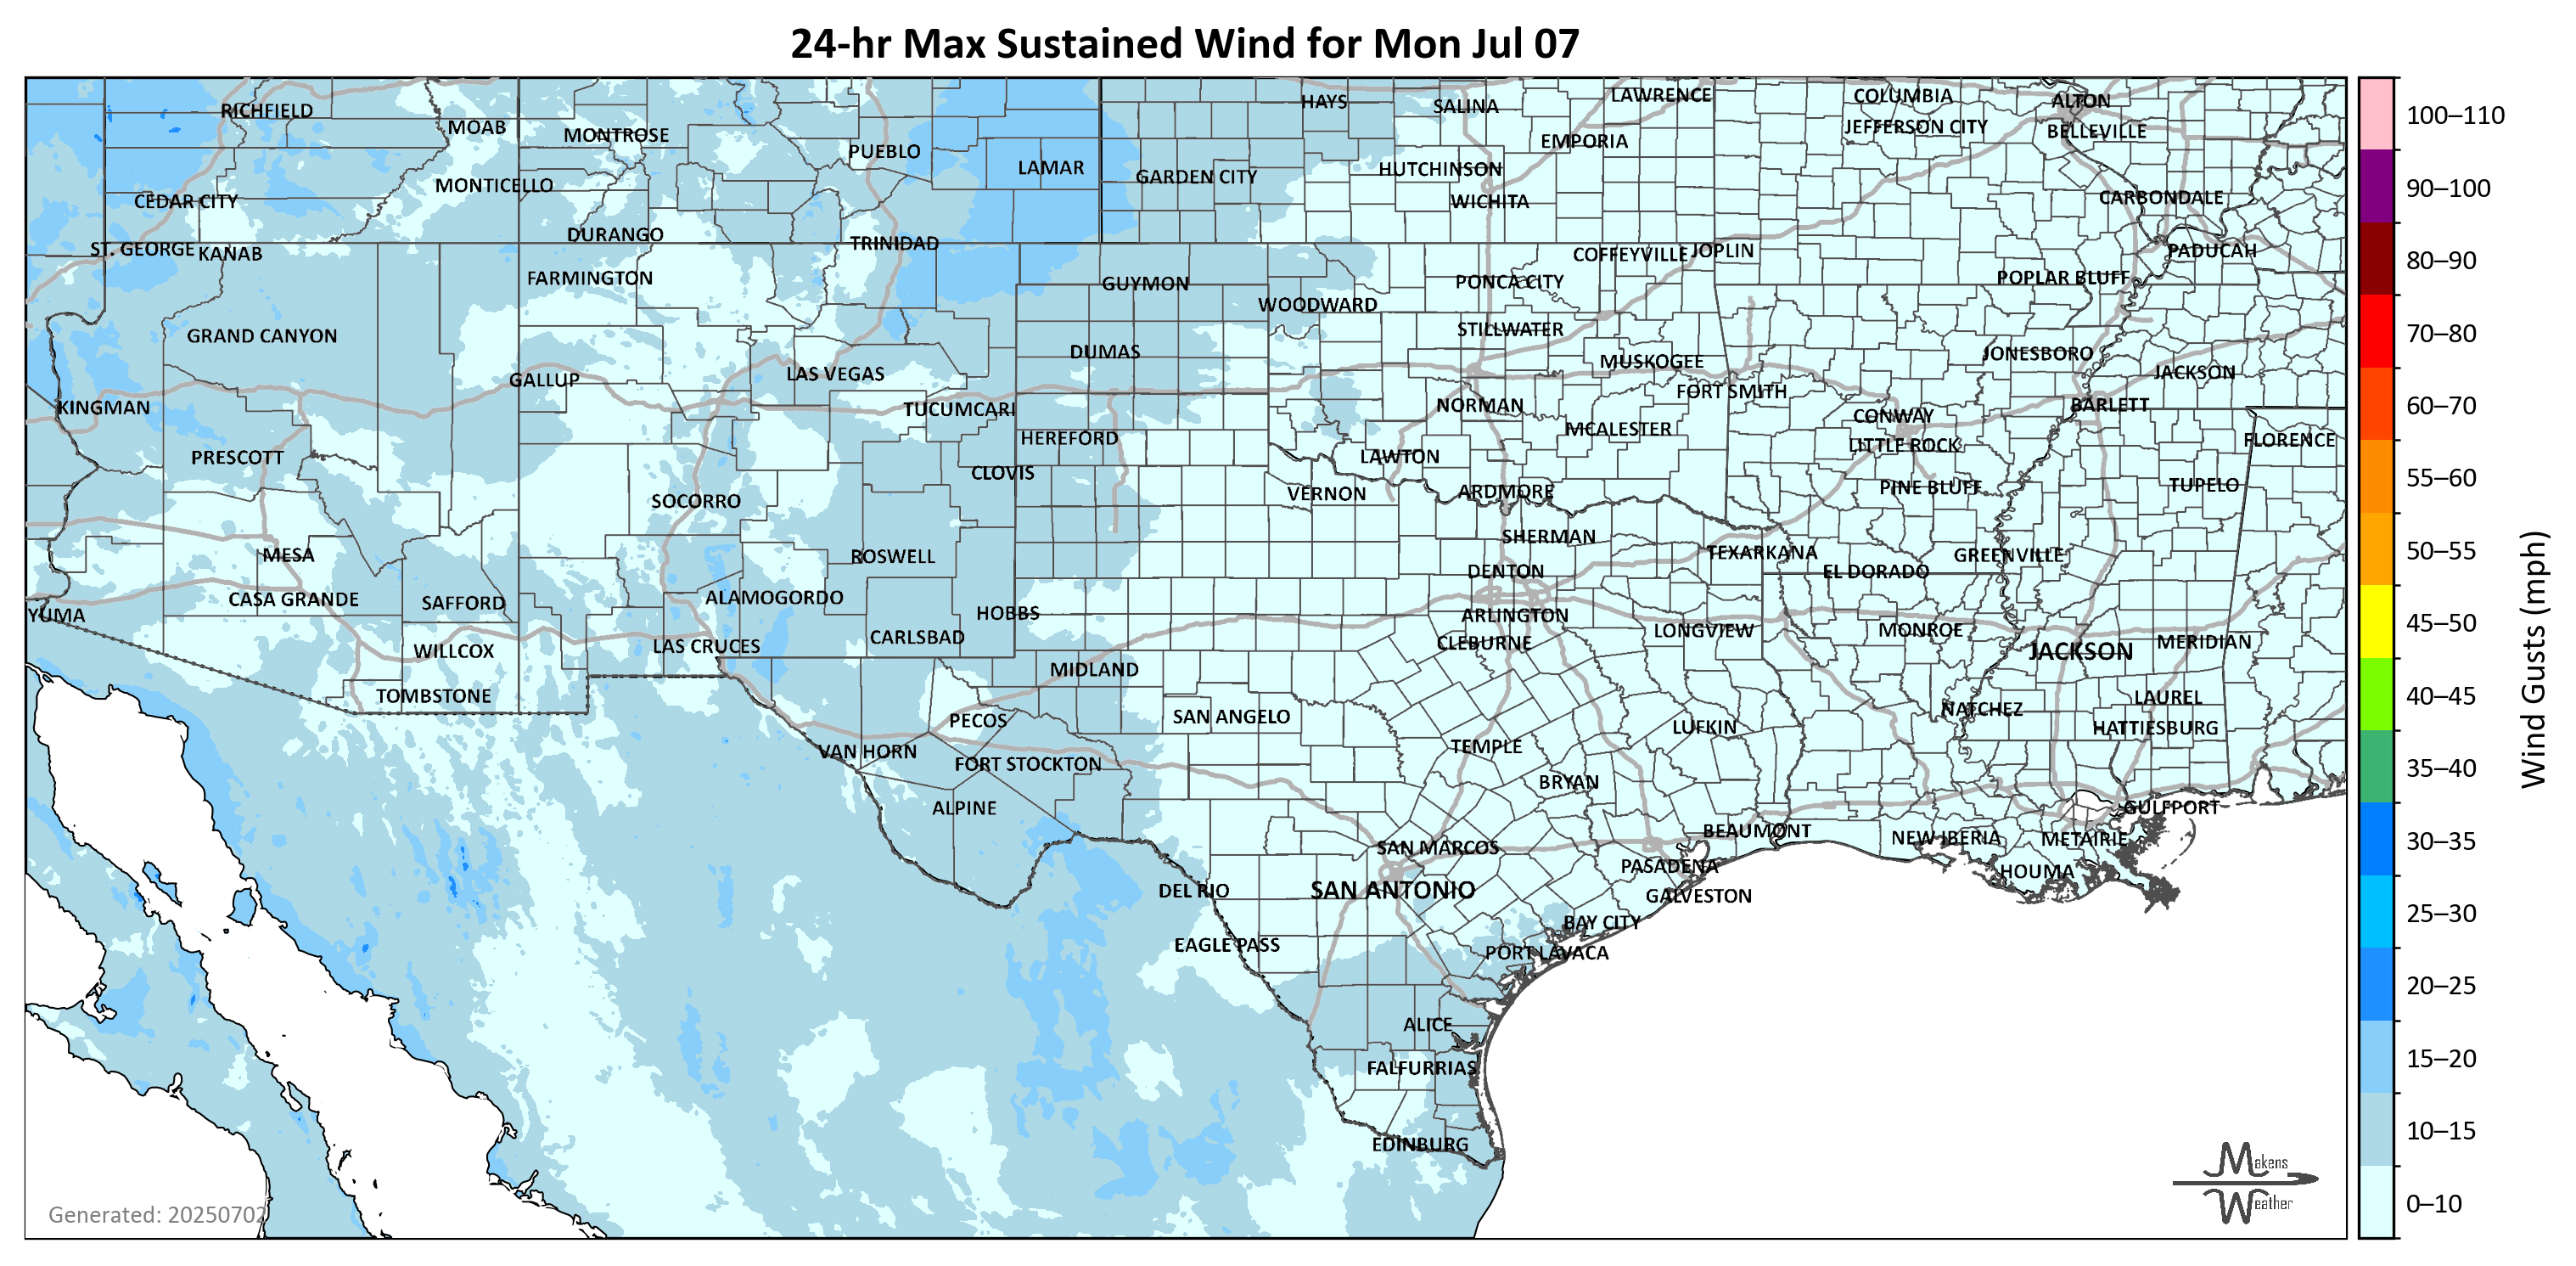 24-hr Max Sustained Wind for Mon Jul 07
RICHFIELD
MOAB
MONTROSE
PUEBLO
LAMAR
HAYS
SALINA
LAWRENCE
COLUMBIA
ALTON
JEFFERSON CITY
BELLEVILLE
EMPORIA
GARDEN CITY
HUTCHINSON
MONTICELLO
CEDAR CITY
WICHITA
CARBONDALE
DURANGO
TRINIDAD
ST. GEORGE
KANAB
COFFEYVILLE
JOPLIN
PADUCAH
FARMINGTON
GUYMON
PONCA CITY
POPLAR BLUFF
WOODWARD
GRAND CANYON
STILLWATER
DUMAS
MUSKOGEE
JONESBORO
GALLUP
LAS VEGAS
JACKSON
FORT SMITH
KINGMAN
TUCUMCARI
NORMAN
CONWAY
BARLETT
HEREFORD
MCALESTER
LITTLE ROCK
FLORENCE
PRESCOTT
CLOVIS
LAWTON
SOCORRO
VERNON
ARDMORE
PINE BLUFF
TUPELO
MESA
ROSWELL
SHERMAN
TEXARKANA
GREENVILLE
DENTON
EL DORADO
YUMA
CASA GRANDE
SAFFORD
ALAMOGORDO
HOBBS
ARLINGTON
CARLSBAD
CLEBURNE
LONGVIEW
MONROE
MERIDIAN
WILLCOX
LAS CRUCES
JACKSON
MIDLAND
TOMBSTONE
PECOS
SAN ANGELO
LAUREL
NATCHEZ
LUFKIN
HATTIESBURG
VAN HORN
FORT STOCKTON
TEMPLE
BRYAN
ALPINE
GULFPORT
SAN MARCOS
BEAUMONT
NEW IBERIA
METAIRIE
PASADENA
HOUMA
DEL RIO
SAN ANTONIO
GALVESTON
BAY CITY
EAGLE PASS
PORT LAVACA
ALICE
FALFURRIAS
EDINBURG
Generated: 20250702
Makens
Weather
100–110
90–100
80–90
70–80
60–70
55–60
50–55
45–50
40–45
35–40
30–35
25–30
20–25
15–20
10–15
0–10
Wind Gusts (mph)